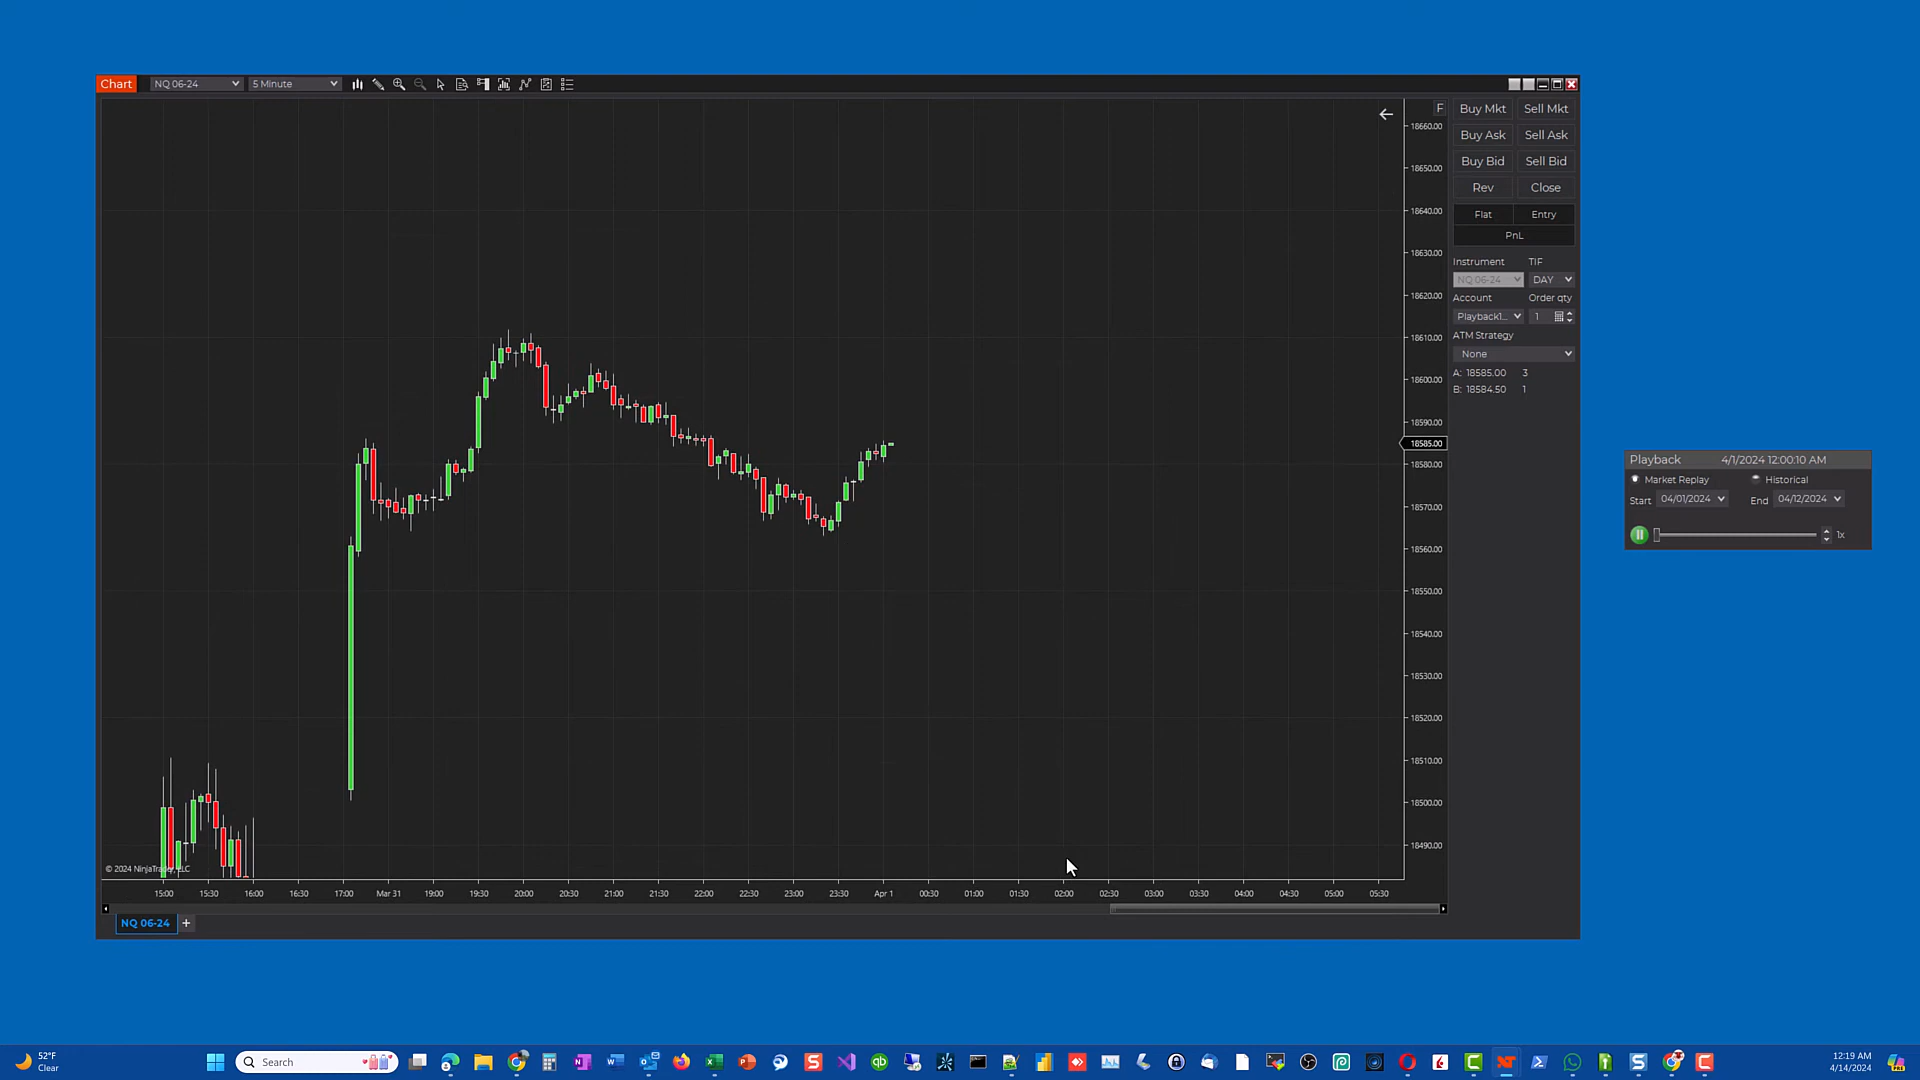 Chart NQ 06-24 5 Minute
F
Buy Mkt Sell Mkt
Buy Ask Sell Ask
Buy Bid Sell Bid
Rev Close
Flat Entry
PnL
Instrument TIF
NQ 06-24 DAY
Account Order qty
Playback1... 1
ATM Strategy
None
A: 18585.00 3
B: 18584.50 1
18660.00
18650.00
18640.00
18630.00
18620.00
18610.00
18600.00
18590.00
18585.00
18580.00
18570.00
18560.00
18550.00
18540.00
18530.00
18520.00
18510.00
18500.00
18490.00
© 2024 NinjaTrader, LLC
15:00 15:30 16:00 16:30 17:00 Mar 31 19:00 19:30 20:00 20:30 21:00 21:30 22:00 22:30 23:00 23:30 Apr 1 00:30 01:00 01:30 02:00 02:30 03:00 03:30 04:00 04:30 05:00 05:30
NQ 06-24 +
Playback 4/1/2024 12:00:10 AM
Market Replay Historical
Start 04/01/2024 End 04/12/2024
1x
52°F
Clear
Search
12:19 AM
4/14/2024